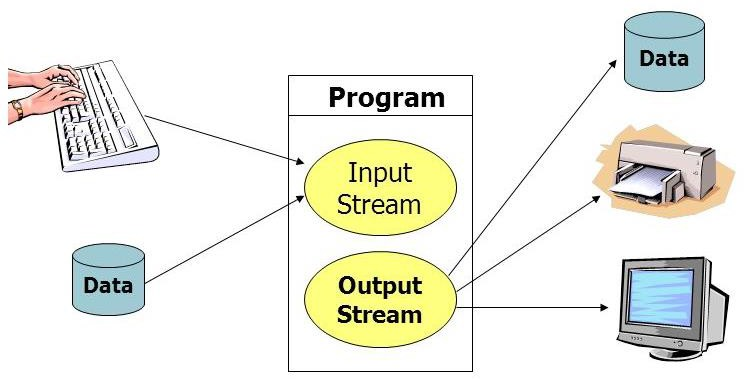 Data
Program
Input
Stream
Data
Output
Stream